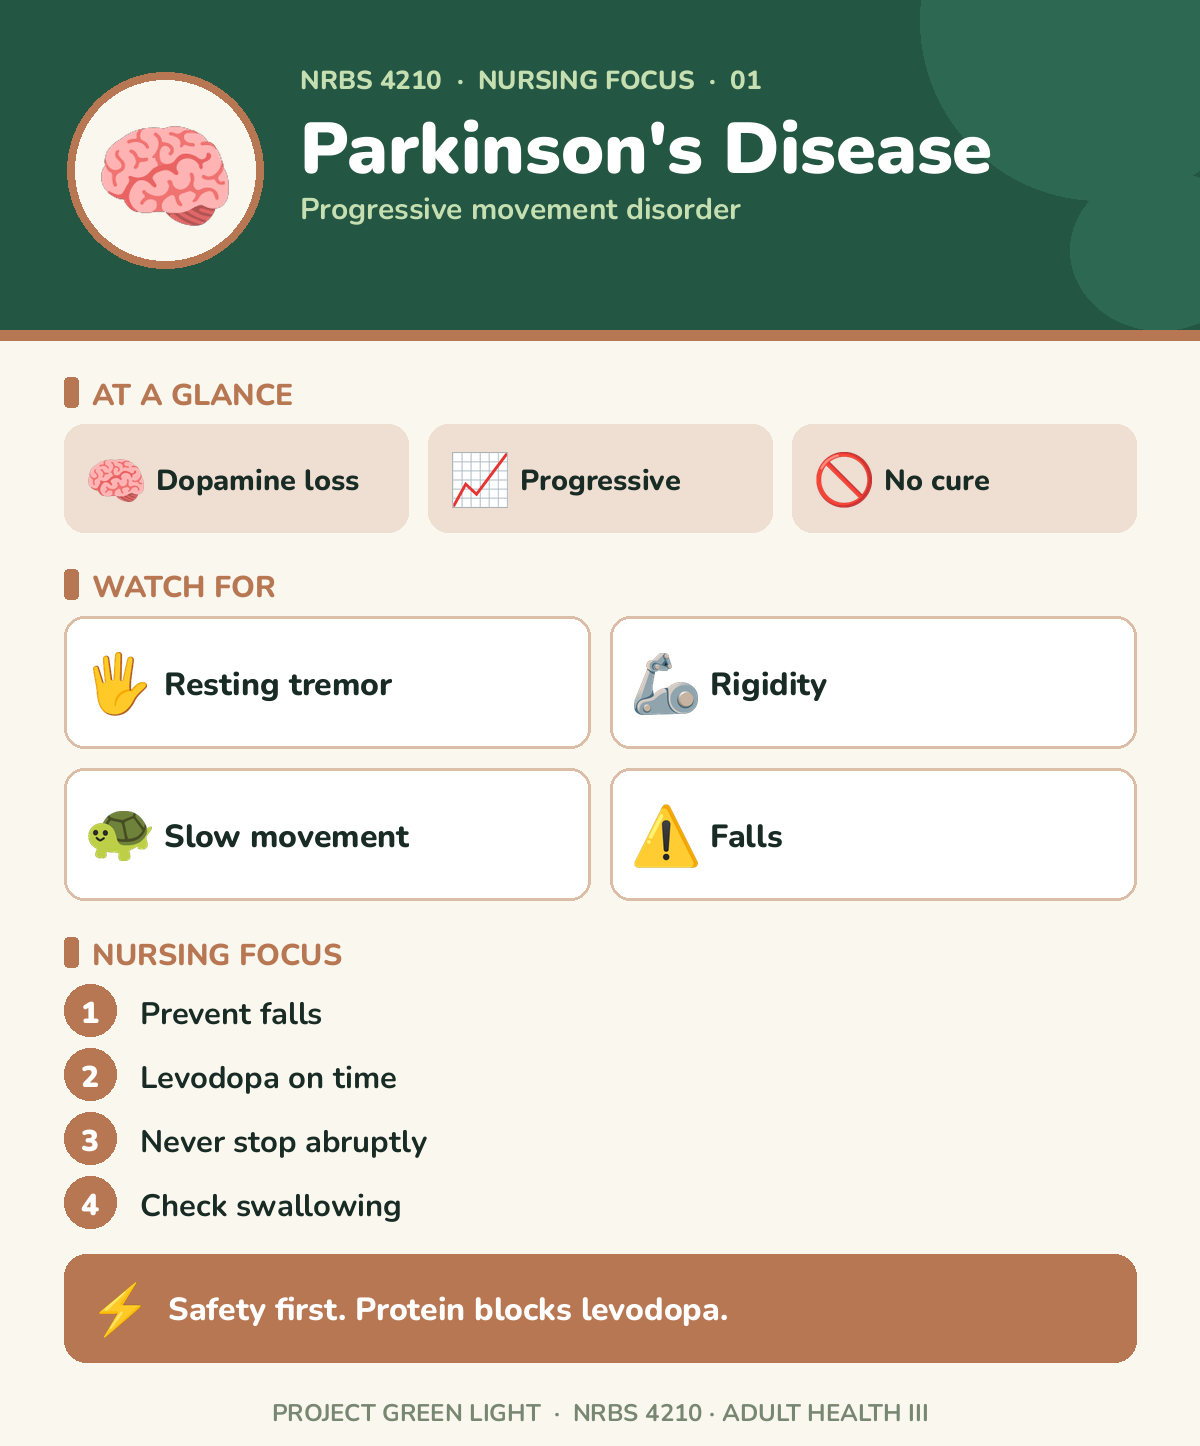 NRBS 4210 · NURSING FOCUS · 01
Parkinson's Disease
Progressive movement disorder
AT A GLANCE
Dopamine loss
Progressive
No cure
WATCH FOR
Resting tremor
Rigidity
Slow movement
Falls
NURSING FOCUS
1 Prevent falls
2 Levodopa on time
3 Never stop abruptly
4 Check swallowing
Safety first. Protein blocks levodopa.
PROJECT GREEN LIGHT · NRBS 4210 · ADULT HEALTH III